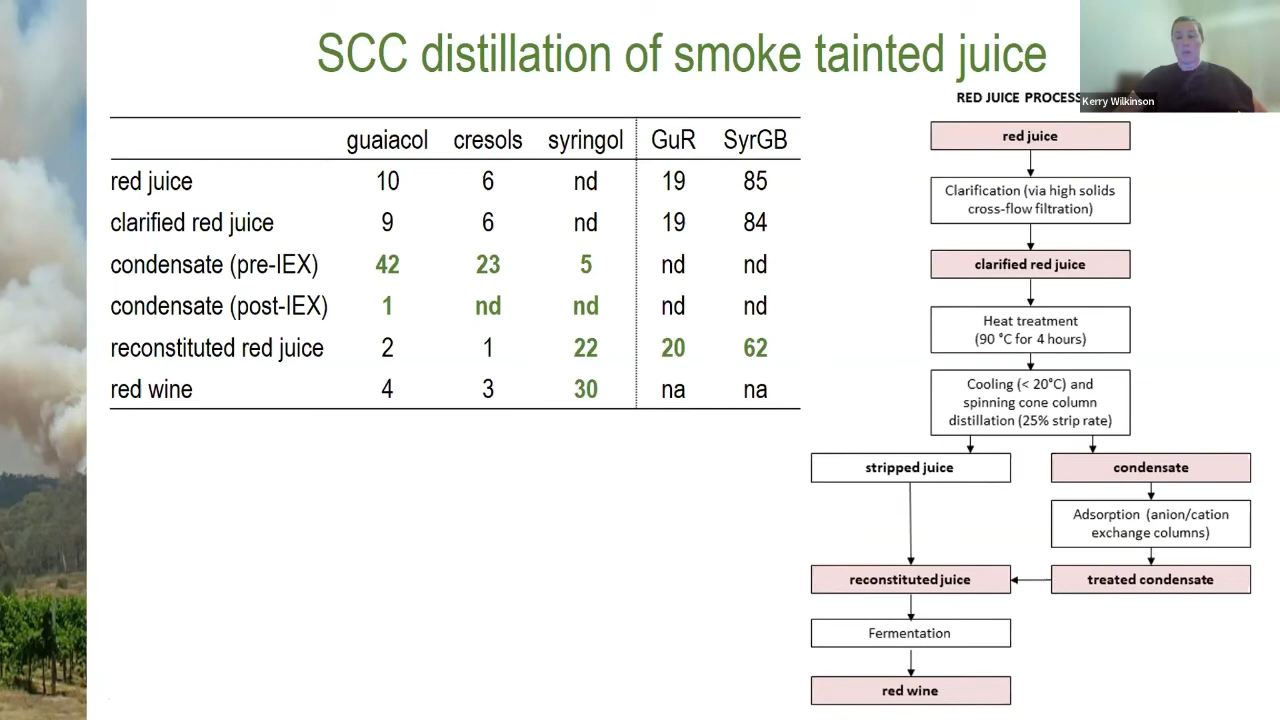 SCC distillation of smoke tainted juice
Kerry Wilkinson
guaiacol cresols syringol GuR SyrGB
red juice 10 6 nd 19 85
clarified red juice 9 6 nd 19 84
condensate (pre-IEX) 42 23 5 nd nd
condensate (post-IEX) 1 nd nd nd nd
reconstituted red juice 2 1 22 20 62
red wine 4 3 30 na na
RED JUICE PROCESS
red juice
Clarification (via high solids
cross-flow filtration)
clarified red juice
Heat treatment
(90 °C for 4 hours)
Cooling (< 20°C) and
spinning cone column
distillation (25% strip rate)
stripped juice
condensate
Adsorption (anion/cation
exchange columns)
reconstituted juice
treated condensate
Fermentation
red wine